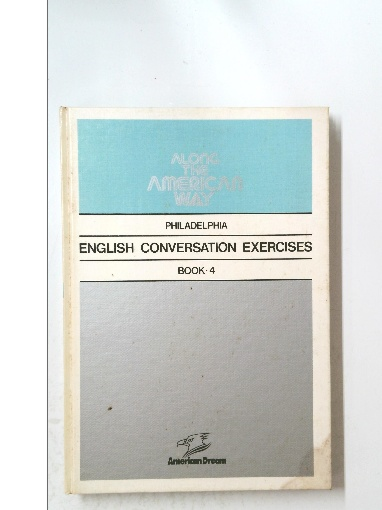 ALONG
THE
AMERICAN
WAY
PHILADELPHIA
ENGLISH CONVERSATION EXERCISES
BOOK·4
American Dream